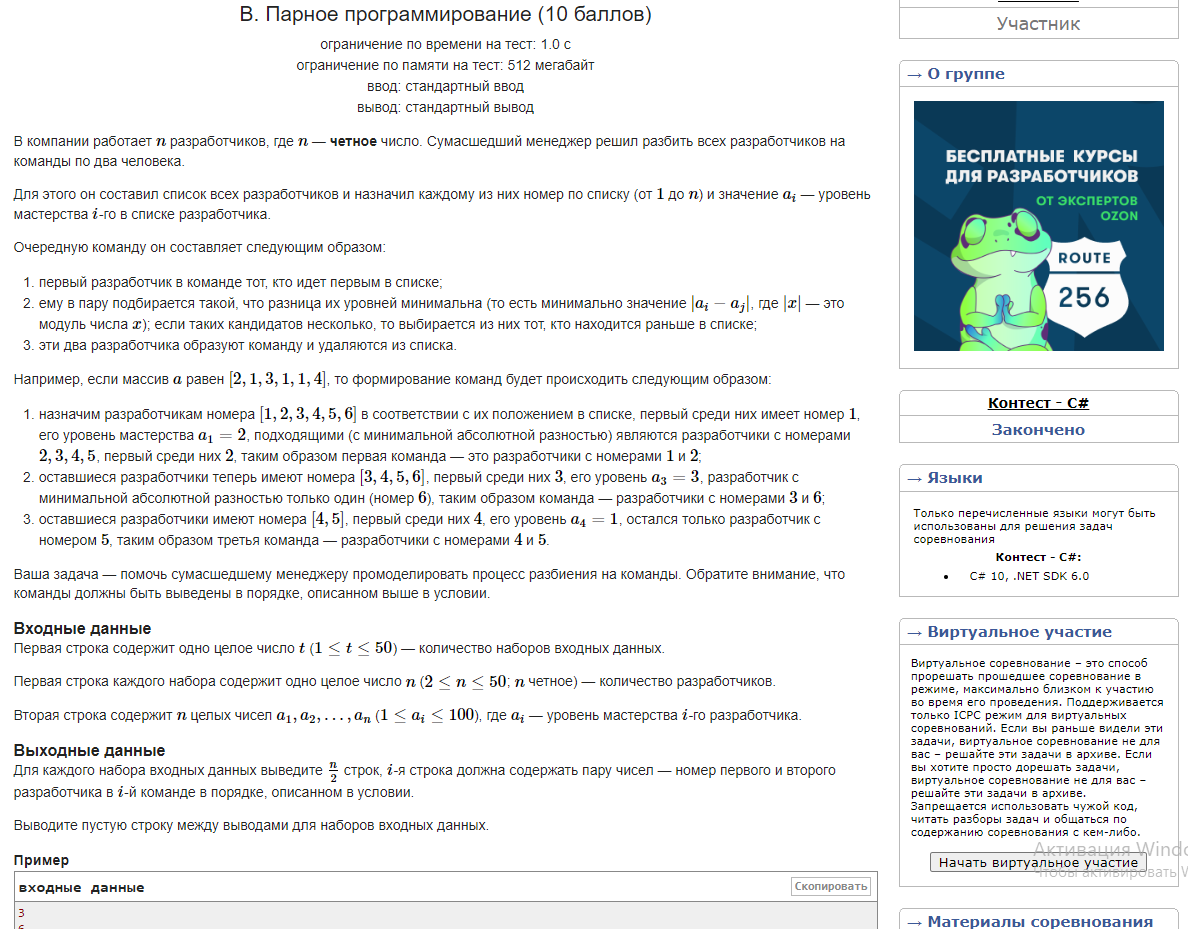 B. Парное программирование (10 баллов)
ограничение по времени на тест: 1.0 с
ограничение по памяти на тест: 512 мегабайт
ввод: стандартный ввод
вывод: стандартный вывод
В компании работает n разработчиков, где n — четное число. Сумасшедший менеджер решил разбить всех разработчиков на
команды по два человека.
Для этого он составил список всех разработчиков и назначил каждому из них номер по списку (от 1 до n) и значение aᵢ — уровень
мастерства i-го в списке разработчика.
Очередную команду он составляет следующим образом:
1. первый разработчик в команде тот, кто идет первым в списке;
2. ему в пару подбирается такой, что разница их уровней минимальна (то есть минимально значение |aᵢ − aⱼ|, где |x| — это
модуль числа x); если таких кандидатов несколько, то выбирается из них тот, кто находится раньше в списке;
3. эти два разработчика образуют команду и удаляются из списка.
Например, если массив a равен [2, 1, 3, 1, 1, 4], то формирование команд будет происходить следующим образом:
1. назначим разработчикам номера [1, 2, 3, 4, 5, 6] в соответствии с их положением в списке, первый среди них имеет номер 1,
его уровень мастерства a₁ = 2, подходящими (с минимальной абсолютной разностью) являются разработчики с номерами
2, 3, 4, 5, первый среди них 2, таким образом первая команда — это разработчики с номерами 1 и 2;
2. оставшиеся разработчики теперь имеют номера [3, 4, 5, 6], первый среди них 3, его уровень a₃ = 3, разработчик с
минимальной абсолютной разностью только один (номер 6), таким образом команда — разработчики с номерами 3 и 6;
3. оставшиеся разработчики имеют номера [4, 5], первый среди них 4, его уровень a₄ = 1, остался только разработчик с
номером 5, таким образом третья команда — разработчики с номерами 4 и 5.
Ваша задача — помочь сумасшедшему менеджеру промоделировать процесс разбиения на команды. Обратите внимание, что
команды должны быть выведены в порядке, описанном выше в условии.
Входные данные
Первая строка содержит одно целое число t (1 ≤ t ≤ 50) — количество наборов входных данных.
Первая строка каждого набора содержит одно целое число n (2 ≤ n ≤ 50; n четное) — количество разработчиков.
Вторая строка содержит n целых чисел a₁, a₂, …, aₙ (1 ≤ aᵢ ≤ 100), где aᵢ — уровень мастерства i-го разработчика.
Выходные данные
Для каждого набора входных данных выведите n/2 строк, i-я строка должна содержать пару чисел — номер первого и второго
разработчика в i-й команде в порядке, описанном в условии.
Выводите пустую строку между выводами для наборов входных данных.
Пример
входные данные
Скопировать
3
6
Участник
→ О группе
БЕСПЛАТНЫЕ КУРСЫ
ДЛЯ РАЗРАБОТЧИКОВ
ОТ ЭКСПЕРТОВ
OZON
ROUTE
256
Контест - C#
Закончено
→ Языки
Только перечисленные языки могут быть
использованы для решения задач
соревнования
Контест - C#:
• C# 10, .NET SDK 6.0
→ Виртуальное участие
Виртуальное соревнование – это способ
прорешать прошедшее соревнование в
режиме, максимально близком к участию
во время его проведения. Поддерживается
только ICPC режим для виртуальных
соревнований. Если вы раньше видели эти
задачи, виртуальное соревнование не для
вас – решайте эти задачи в архиве. Если
вы хотите просто дорешать задачи,
виртуальное соревнование не для вас –
решайте эти задачи в архиве.
Запрещается использовать чужой код,
читать разборы задач и общаться по
содержанию соревнования с кем-либо.
Активация Windo
Начать виртуальное участие
Чтобы активировать W
→ Материалы соревнования